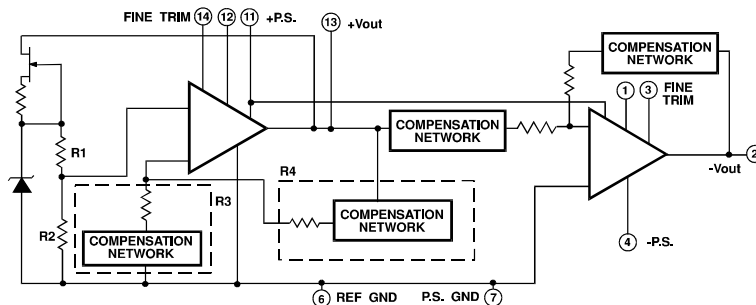 FINE TRIM 14 12 11 +P.S. 13 +Vout
COMPENSATION
NETWORK
1 3 FINE
TRIM
R1
COMPENSATION
NETWORK
2
-Vout
R4
R3
COMPENSATION
NETWORK
R2
COMPENSATION
NETWORK
4 -P.S.
6 REF GND P.S. GND 7